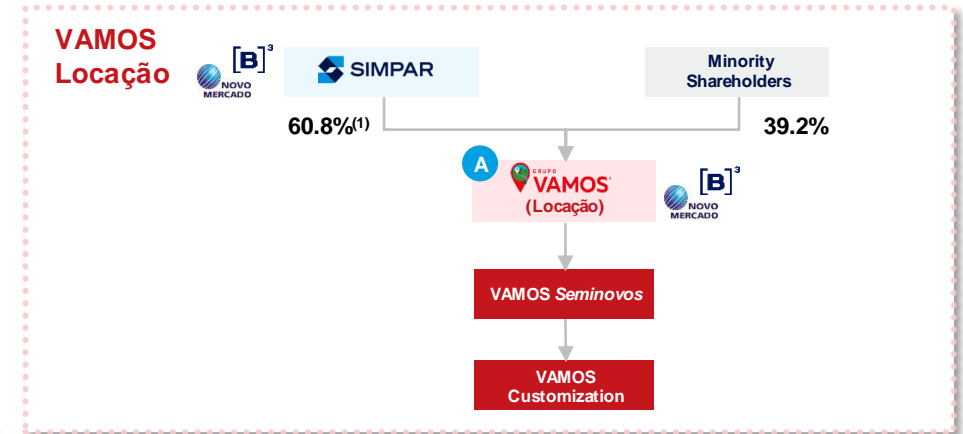 VAMOS
Locação
[B]³
NOVO
MERCADO
SIMPAR
Minority
Shareholders
60.8%(1)
39.2%
A
GRUPO
VAMOS
(Locação)
[B]³
NOVO
MERCADO
VAMOS Seminovos
VAMOS
Customization